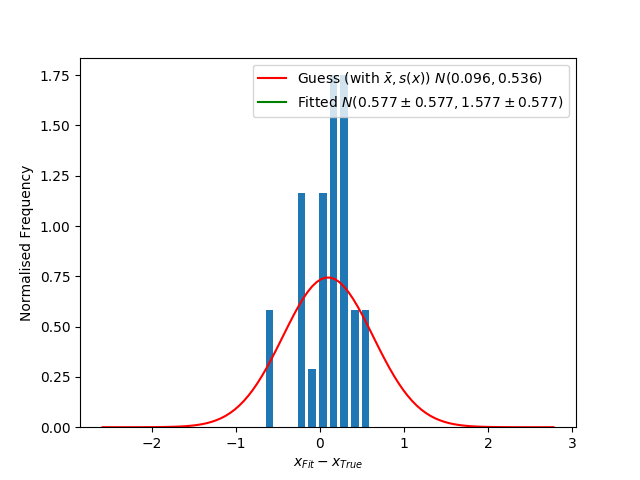 Guess (with x̄, s(x)) N(0.096, 0.536)
Fitted N(0.577 ± 0.577, 1.577 ± 0.577)
Normalised Frequency
1.75
1.50
1.25
1.00
0.75
0.50
0.25
0.00
−2 −1 0 1 2 3
x_Fit − x_True